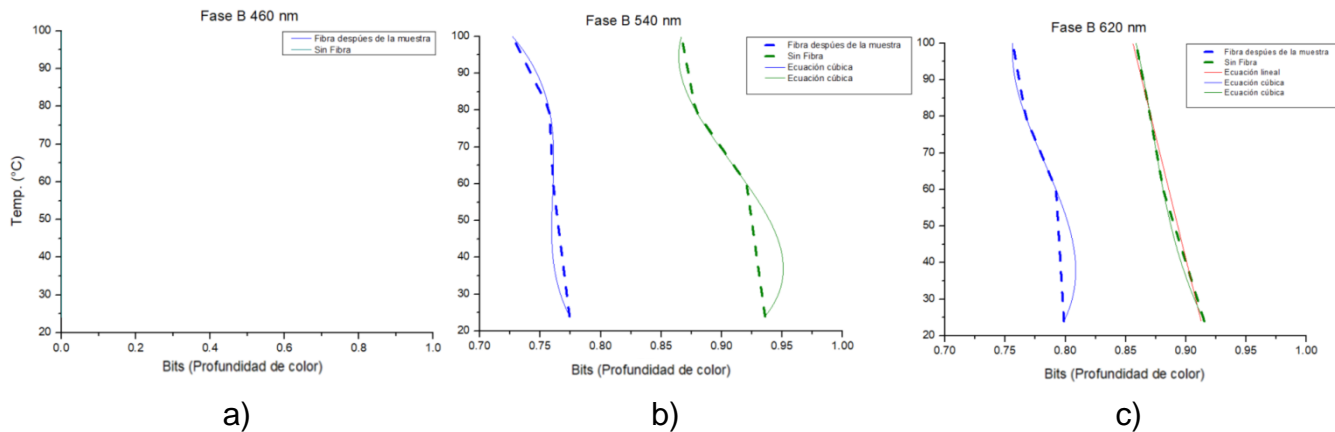 Fase B 460 nm
Fibra despúes de la muestra
Sin Fibra
Temp. (°C)
100
90
80
70
60
50
40
30
20
0.0 0.2 0.4 0.6 0.8 1.0
Bits (Profundidad de color)
a)
Fase B 540 nm
Fibra despúes de la muestra
Sin Fibra
Ecuación cúbica
Ecuación cúbica
100
90
80
70
60
50
40
30
20
0.70 0.75 0.80 0.85 0.90 0.95 1.00
Bits (Profundidad de color)
b)
Fase B 620 nm
Fibra despúes de la muestra
Sin Fibra
Ecuación lineal
Ecuación cúbica
Ecuación cúbica
100
90
80
70
60
50
40
30
20
0.70 0.75 0.80 0.85 0.90 0.95 1.00
Bits (Profundidad de color)
c)